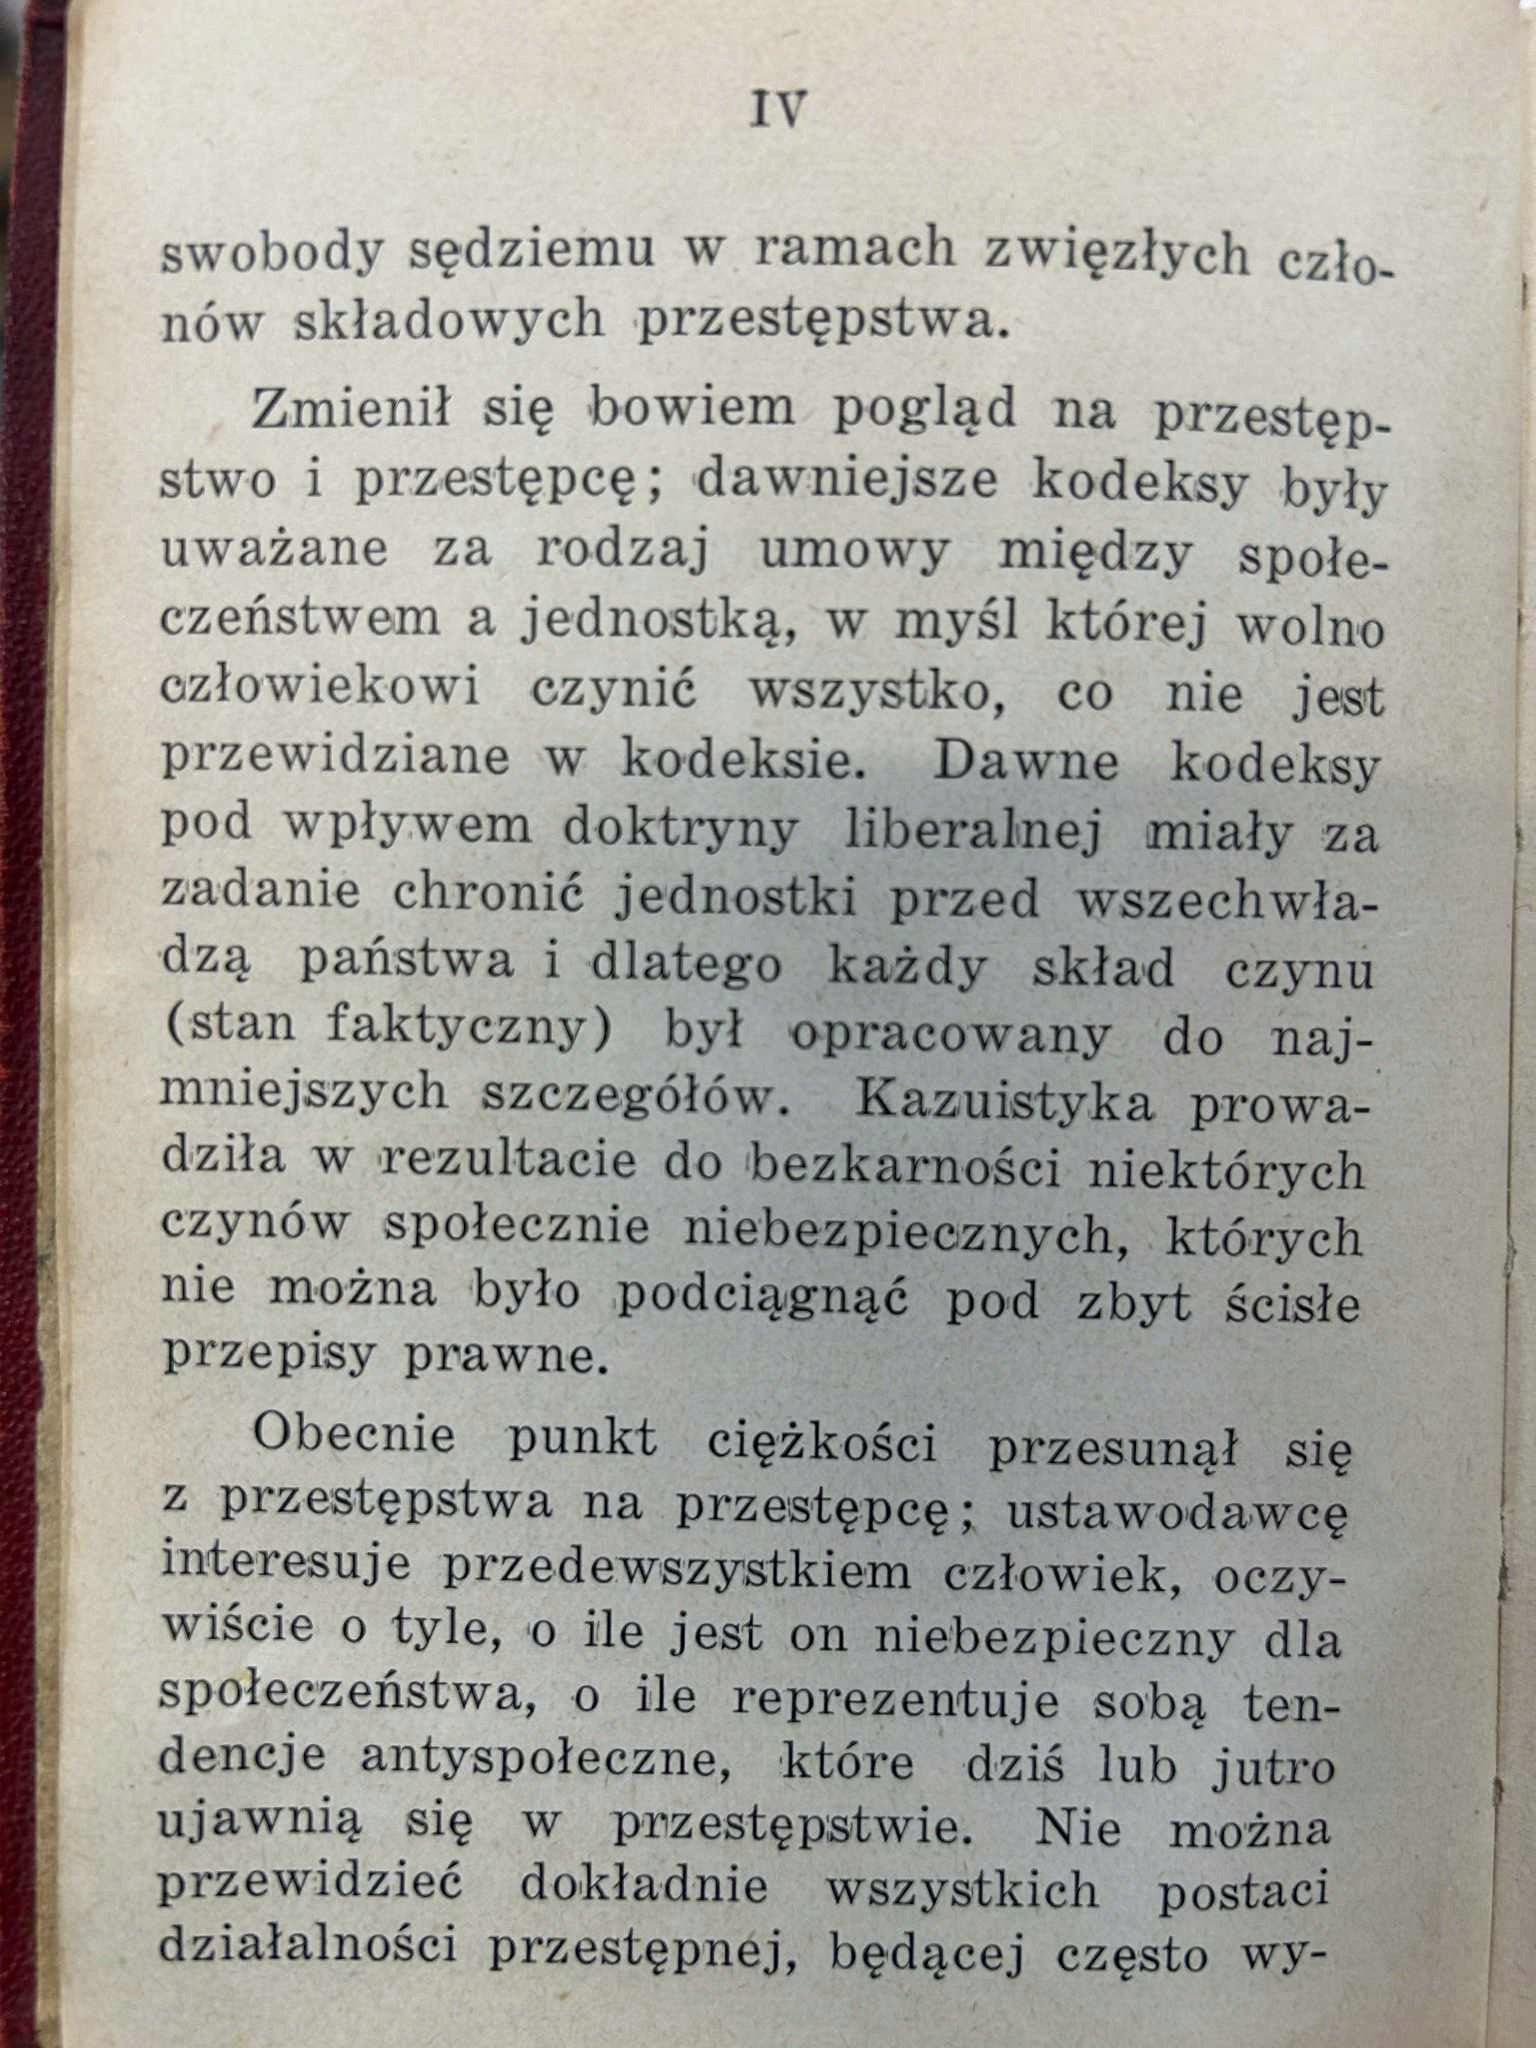 IV
swobody sędziemu w ramach zwięzłych czło-
nów składowych przestępstwa.
Zmienił się bowiem pogląd na przestęp-
stwo i przestępcę; dawniejsze kodeksy były
uważane za rodzaj umowy między społe-
czeństwem a jednostką, w myśl której wolno
człowiekowi czynić wszystko, co nie jest
przewidziane w kodeksie. Dawne kodeksy
pod wpływem doktryny liberalnej miały za
zadanie chronić jednostki przed wszechwła-
dzą państwa i dlatego każdy skład czynu
(stan faktyczny) był opracowany do naj-
mniejszych szczegółów. Kazuistyka prowa-
dziła w rezultacie do bezkarności niektórych
czynów społecznie niebezpiecznych, których
nie można było podciągnąć pod zbyt ścisłe
przepisy prawne.
Obecnie punkt ciężkości przesunął się
z przestępstwa na przestępcę; ustawodawcę
interesuje przedewszystkiem człowiek, oczy-
wiście o tyle, o ile jest on niebezpieczny dla
społeczeństwa, o ile reprezentuje sobą ten-
dencje antyspołeczne, które dziś lub jutro
ujawnią się w przestępstwie. Nie można
przewidzieć dokładnie wszystkich postaci
działalności przestępnej, będącej często wy-